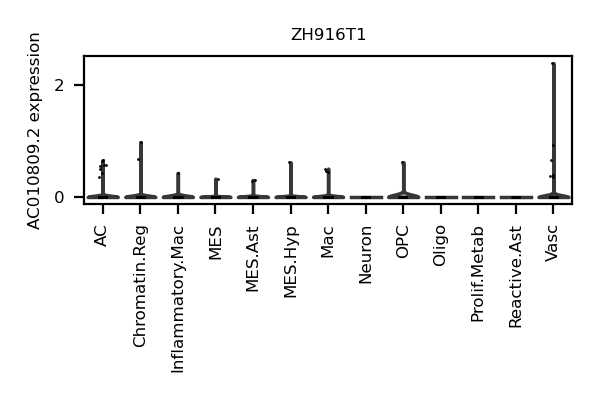 ZH916T1
AC010809.2 expression
2
0
AC
Chromatin.Reg
Inflammatory.Mac
MES
MES.Ast
MES.Hyp
Mac
Neuron
OPC
Oligo
Prolif.Metab
Reactive.Ast
Vasc